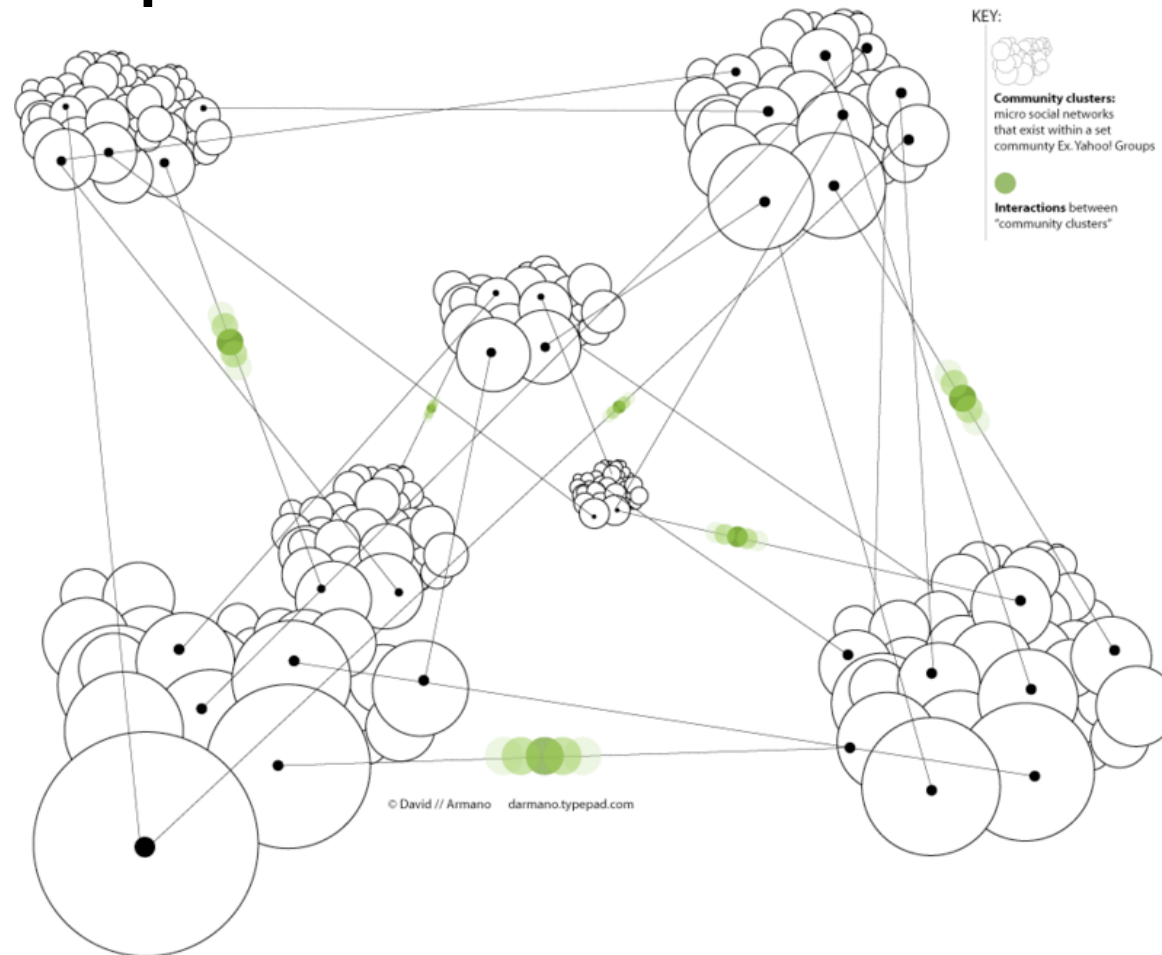 KEY:
Community clusters:
micro social networks
that exist within a set
communty Ex. Yahoo! Groups
Interactions between
"community clusters"
© David // Armano darmano.typepad.com